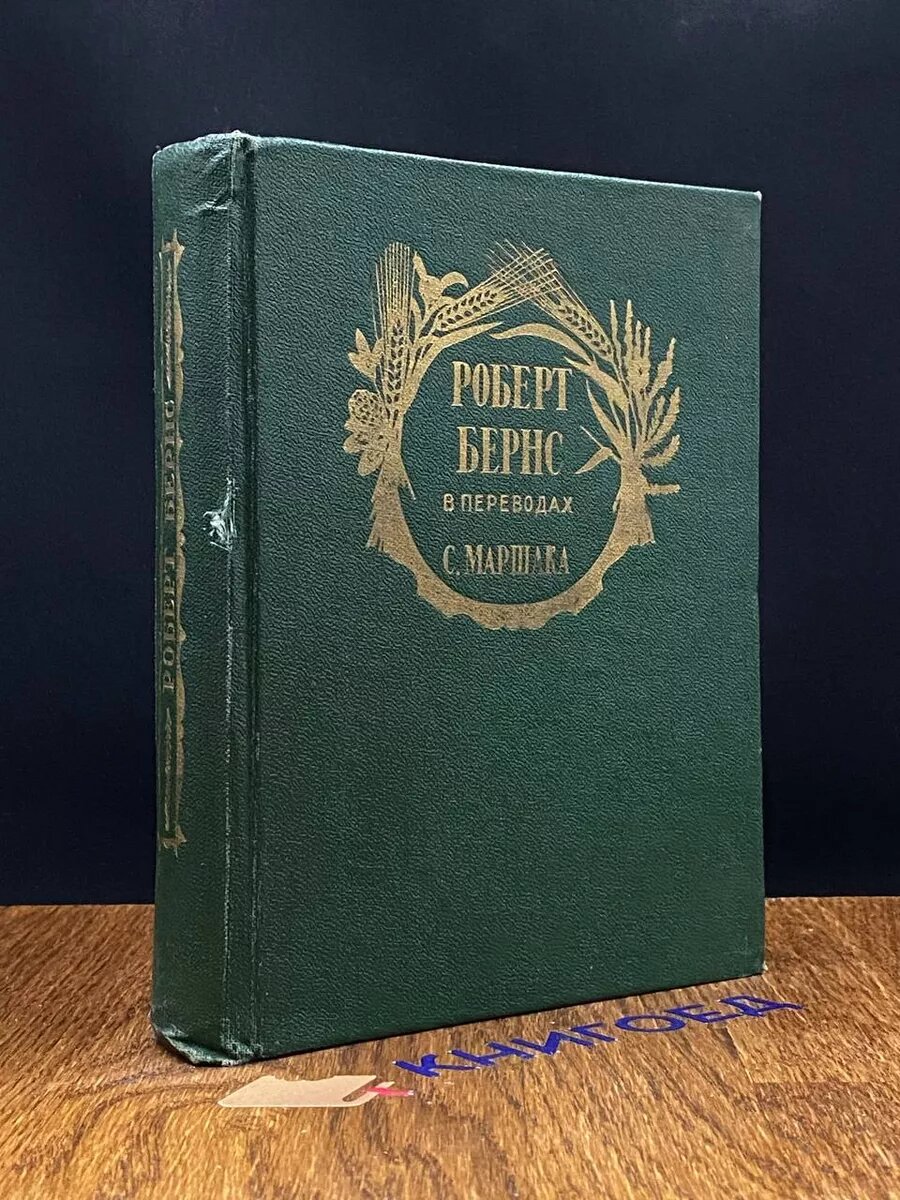 РОБЕРТ БЕРНС
РОБЕРТ
БЕРНС
В ПЕРЕВОДАХ
С. МАРШАКА
КНИГОЕД